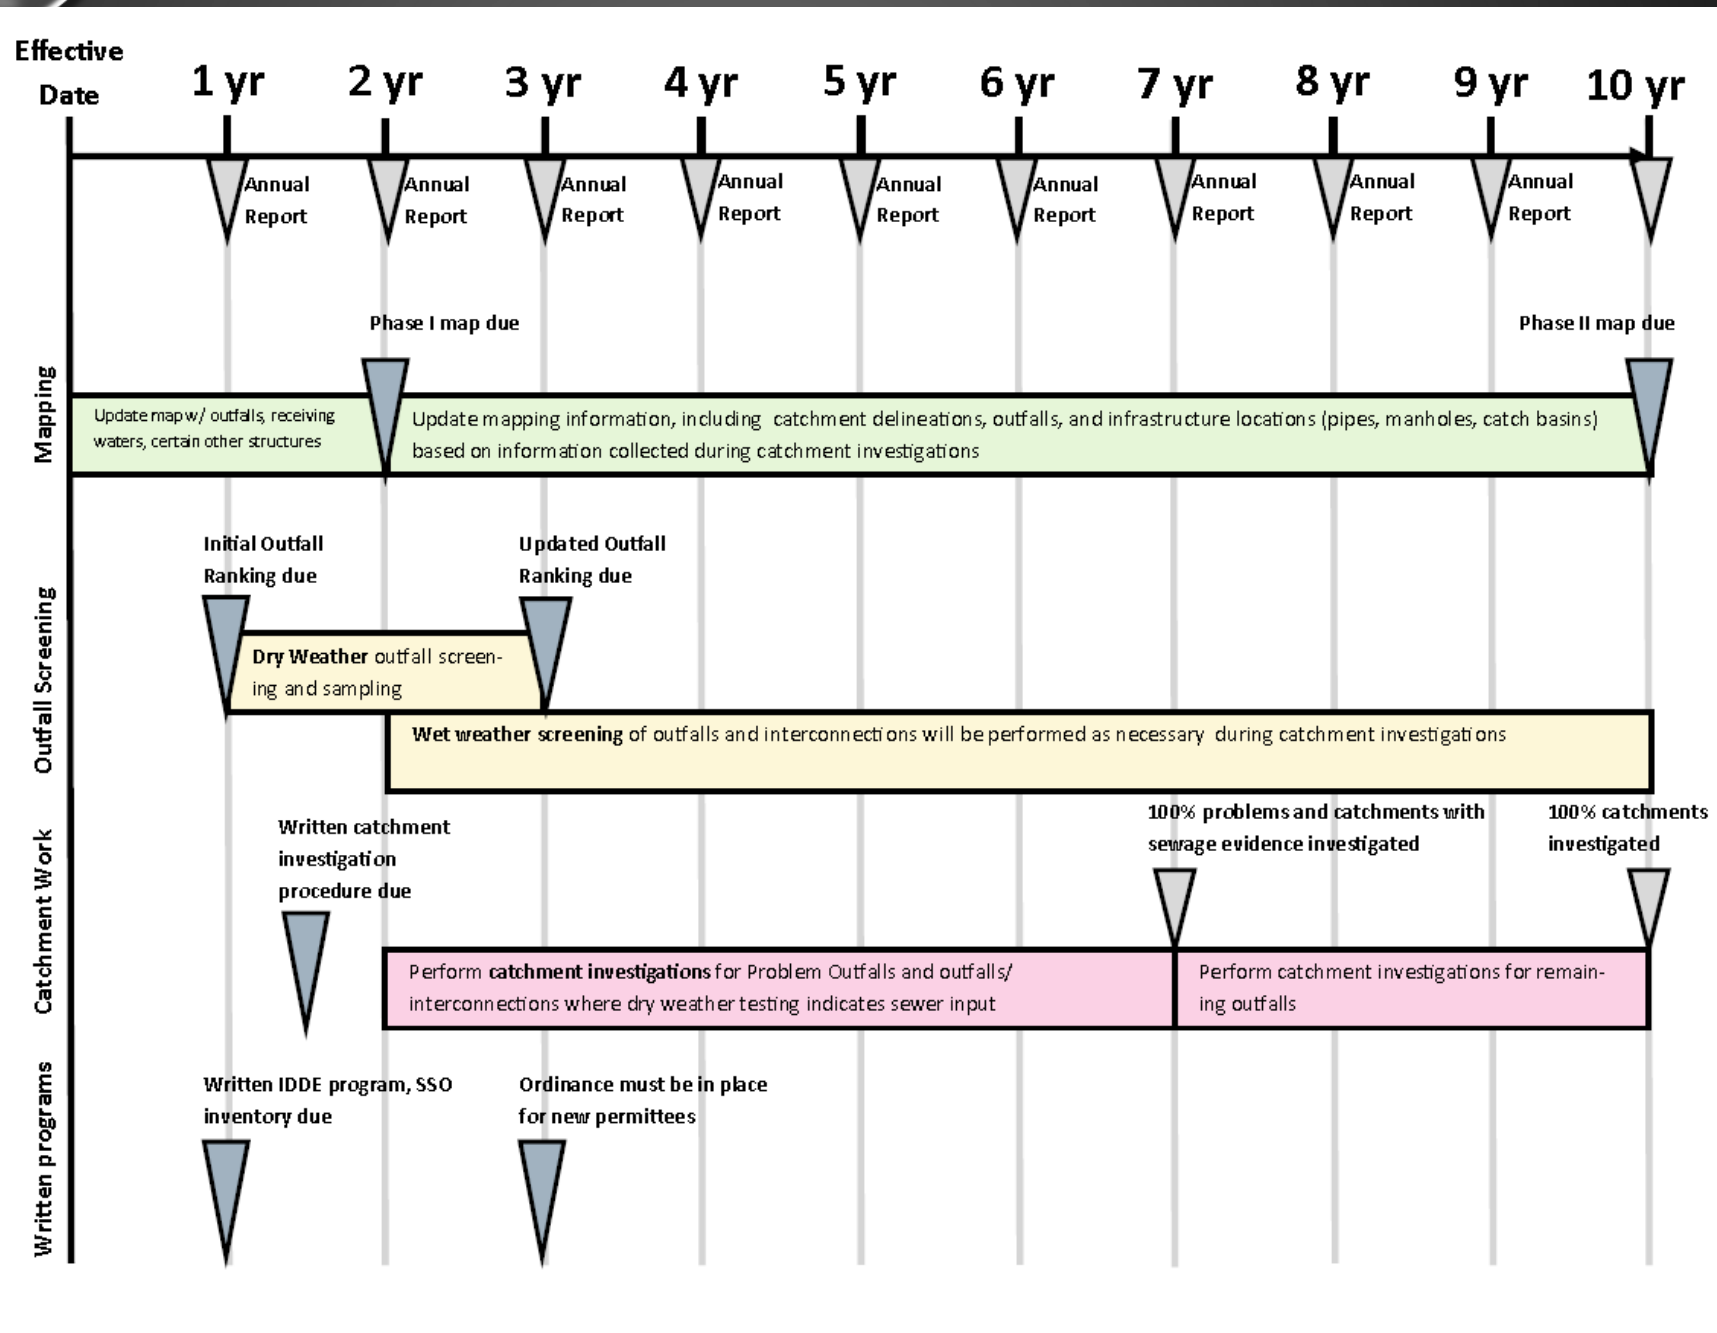 Effective
Date
1 yr
2 yr
3 yr
4 yr
5 yr
6 yr
7 yr
8 yr
9 yr
10 yr
Annual
Report
Annual
Report
Annual
Report
Annual
Report
Annual
Report
Annual
Report
Annual
Report
Annual
Report
Annual
Report
Mapping
Phase I map due
Phase II map due
Update map w/ outfalls, receiving
waters, certain other structures
Update mapping information, including catchment delineations, outfalls, and infrastructure locations (pipes, manholes, catch basins)
based on information collected during catchment investigations
Outfall Screening
Initial Outfall
Ranking due
Updated Outfall
Ranking due
Dry Weather outfall screen-
ing and sampling
Wet weather screening of outfalls and interconnections will be performed as necessary during catchment investigations
Catchment Work
Written catchment
investigation
procedure due
100% problems and catchments with
sewage evidence investigated
100% catchments
investigated
Perform catchment investigations for Problem Outfalls and outfalls/
interconnections where dry weather testing indicates sewer input
Perform catchment investigations for remain-
ing outfalls
Written programs
Written IDDE program, SSO
inventory due
Ordinance must be in place
for new permittees